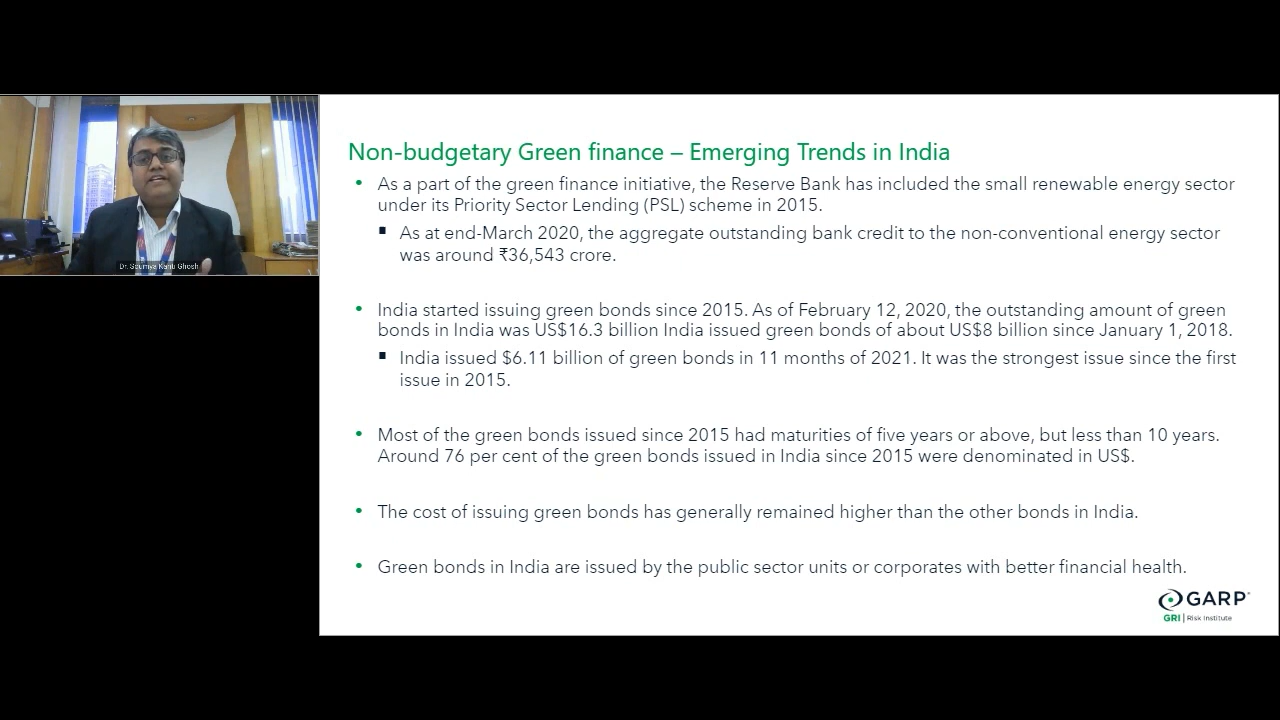 Dr. Soumya Kanti Ghosh
Non-budgetary Green finance – Emerging Trends in India
• As a part of the green finance initiative, the Reserve Bank has included the small renewable energy sector
under its Priority Sector Lending (PSL) scheme in 2015.
▪ As at end-March 2020, the aggregate outstanding bank credit to the non-conventional energy sector
was around ₹36,543 crore.
• India started issuing green bonds since 2015. As of February 12, 2020, the outstanding amount of green
bonds in India was US$16.3 billion India issued green bonds of about US$8 billion since January 1, 2018.
▪ India issued $6.11 billion of green bonds in 11 months of 2021. It was the strongest issue since the first
issue in 2015.
• Most of the green bonds issued since 2015 had maturities of five years or above, but less than 10 years.
Around 76 per cent of the green bonds issued in India since 2015 were denominated in US$.
• The cost of issuing green bonds has generally remained higher than the other bonds in India.
• Green bonds in India are issued by the public sector units or corporates with better financial health.
GARP®
GRI | Risk Institute